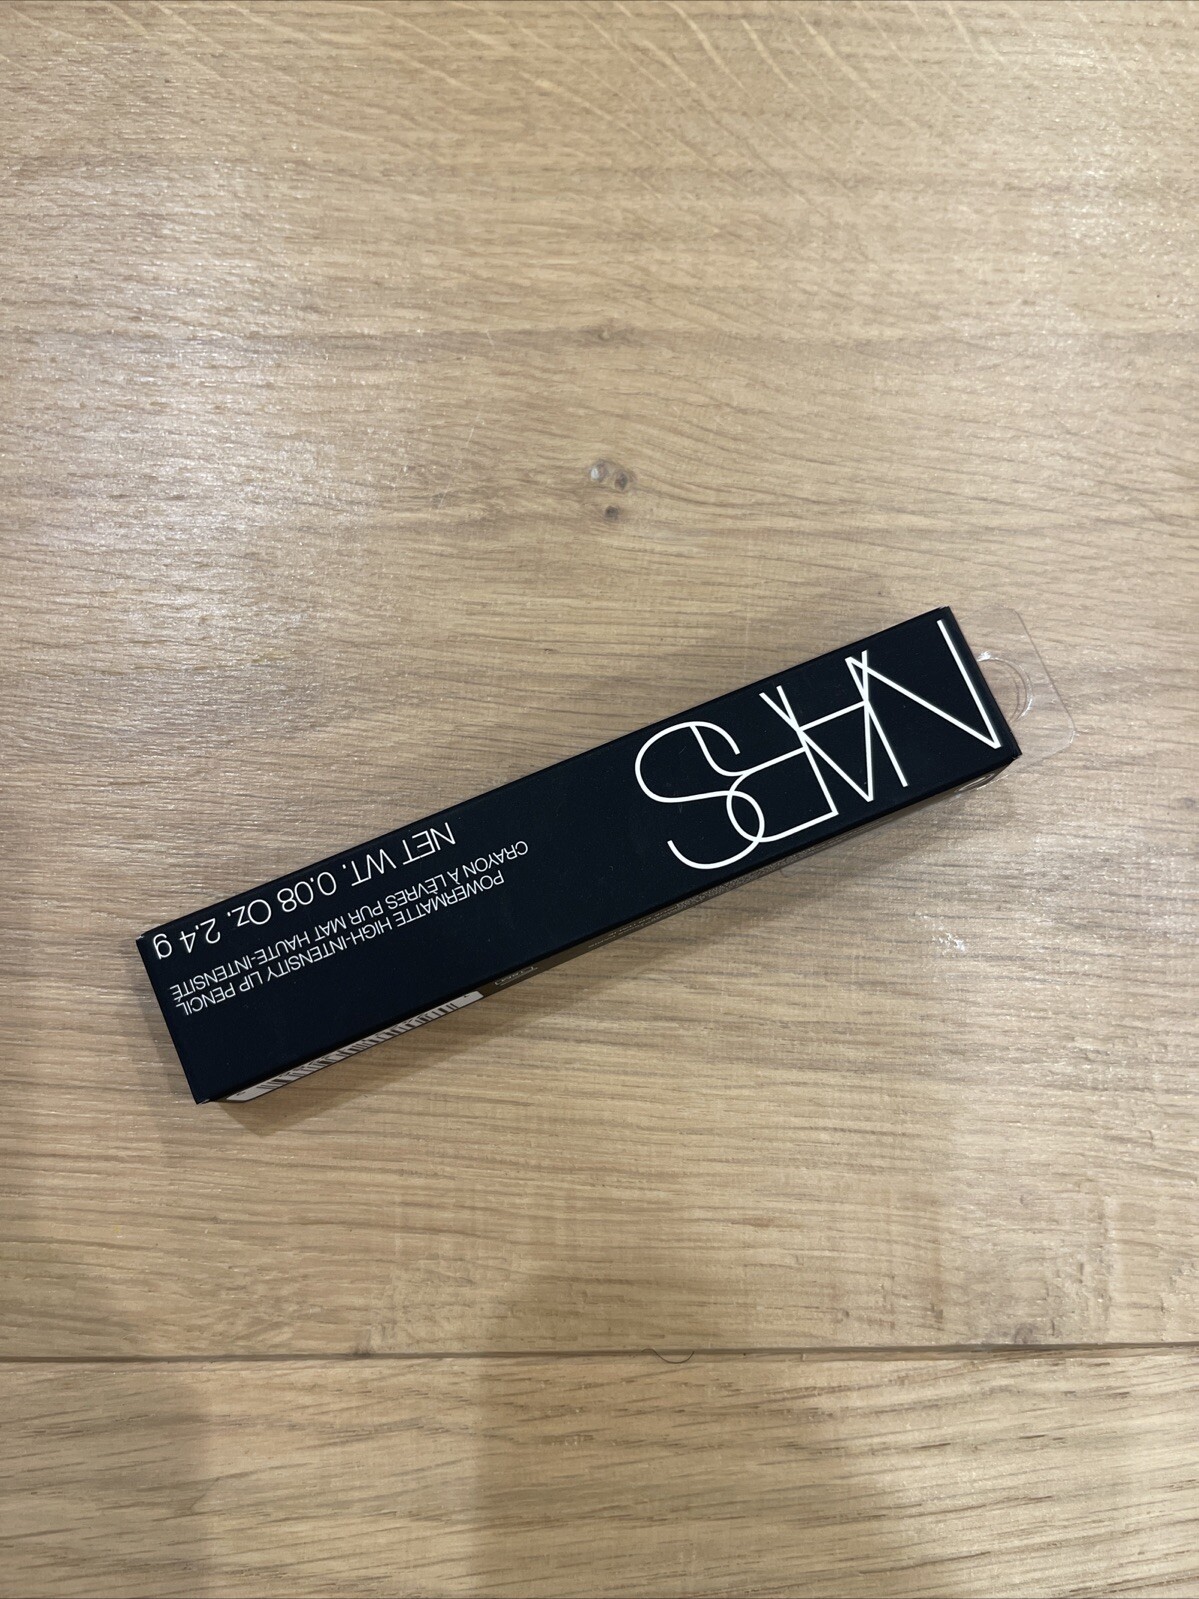 NARS
POWERMATTE HIGH-INTENSITY LIP PENCIL
CRAYON À LÈVRES PUR MAT HAUTE-INTENSITÉ
NET WT. 0.08 Oz. 2.4 g